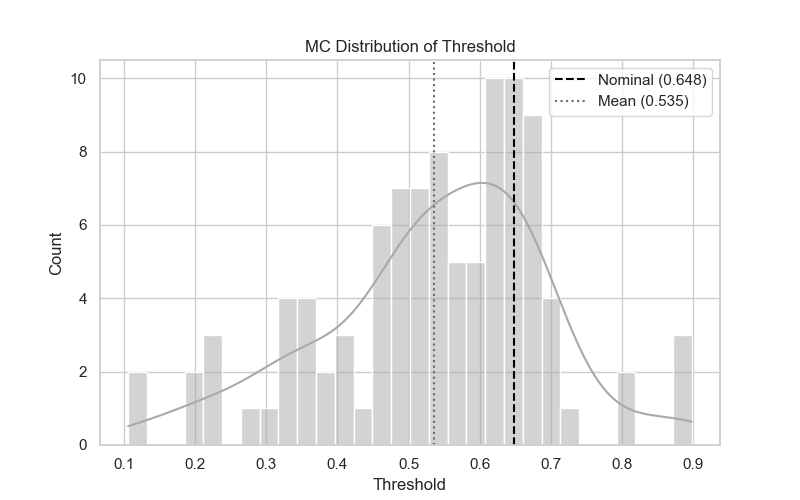 MC Distribution of Threshold
Nominal (0.648)
Mean (0.535)
Count
10
8
6
4
2
0
0.1 0.2 0.3 0.4 0.5 0.6 0.7 0.8 0.9
Threshold